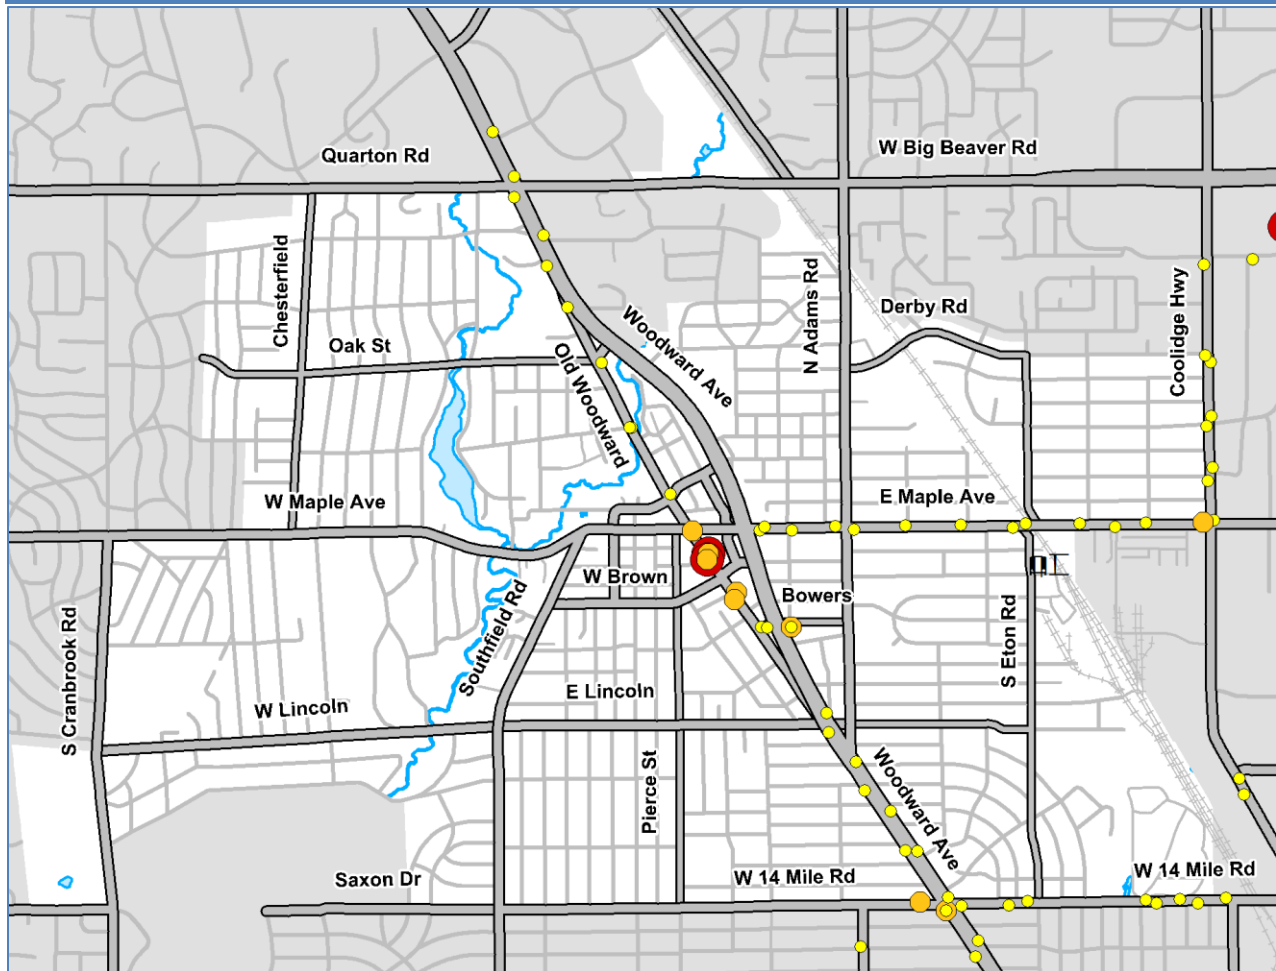 W Big Beaver Rd
Quarton Rd
Chesterfield
N Adams Rd
Coolidge Hwy
Derby Rd
Woodward Ave
Oak St
Old Woodward
E Maple Ave
W Maple Ave
W Brown
Bowers
S Cranbrook Rd
Southfield Rd
S Eton Rd
E Lincoln
W Lincoln
Pierce St
Woodward Ave
W 14 Mile Rd
W 14 Mile Rd
Saxon Dr